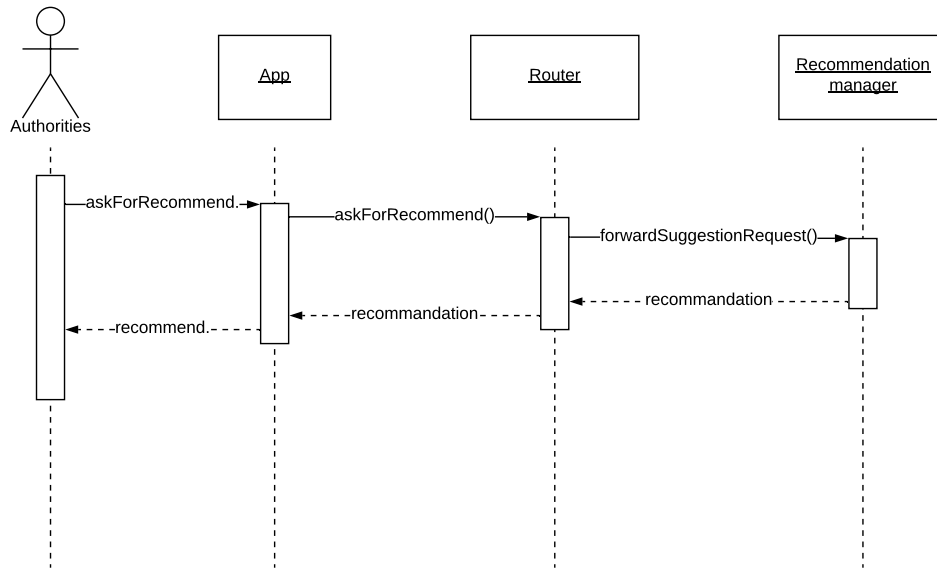 App
Router
Recommendation
manager
Authorities
askForRecommend.
askForRecommend()
forwardSuggestionRequest()
recommandation
recommandation
recommend.